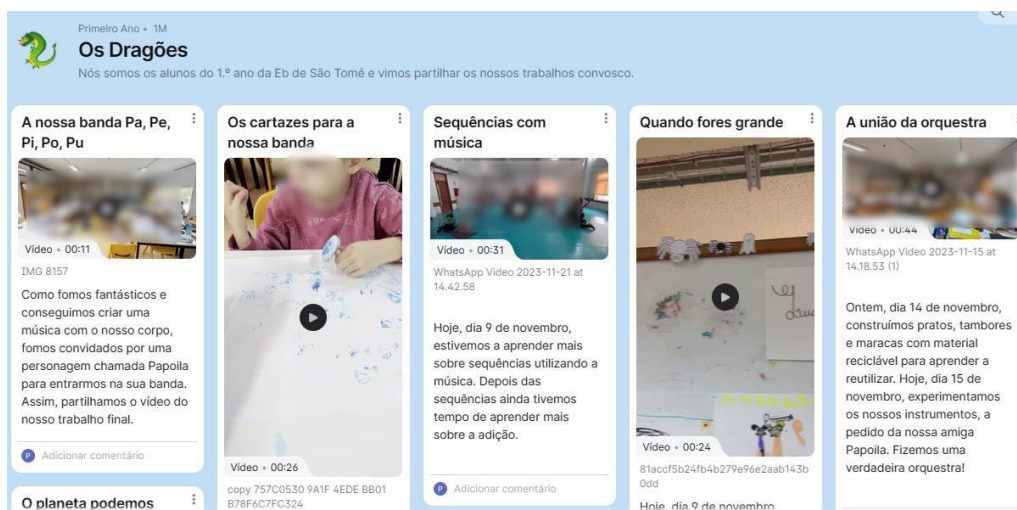 Primeiro Ano • 1M
Os Dragões
Nós somos os alunos do 1.º ano da Eb de São Tomé e vimos partilhar os nossos trabalhos convosco.
A nossa banda Pa, Pe,
Pi, Po, Pu
Vídeo • 00:11
IMG 8157
Como fomos fantásticos e
conseguimos criar uma
música com o nosso corpo,
fomos convidados por uma
personagem chamada Papoila
para entrarmos na sua banda.
Assim, partilhamos o vídeo do
nosso trabalho final.
P Adicionar comentário
O planeta podemos
Os cartazes para a
nossa banda
Vídeo • 00:26
copy 757C0530 9A1F 4EDE BB01
B78F6C7FC324
Sequências com
música
Vídeo • 00:31
WhatsApp Video 2023-11-21 at
14.42.58
Hoje, dia 9 de novembro,
estivemos a aprender mais
sobre sequências utilizando a
música. Depois das
sequências ainda tivemos
tempo de aprender mais
sobre a adição.
P Adicionar comentário
Quando fores grande
Vídeo • 00:24
81accf5b24fb4b279e96e2aab143b
0dd
Hoje, dia 9 de novembro
A união da orquestra
Vídeo • 00:44
WhatsApp Video 2023-11-15 at
14.18.53 (1)
Ontem, dia 14 de novembro,
construímos pratos, tambores
e maracas com material
reciclável para aprender a
reutilizar. Hoje, dia 15 de
novembro, experimentamos
os nossos instrumentos, a
pedido da nossa amiga
Papoila. Fizemos uma
verdadeira orquestra!